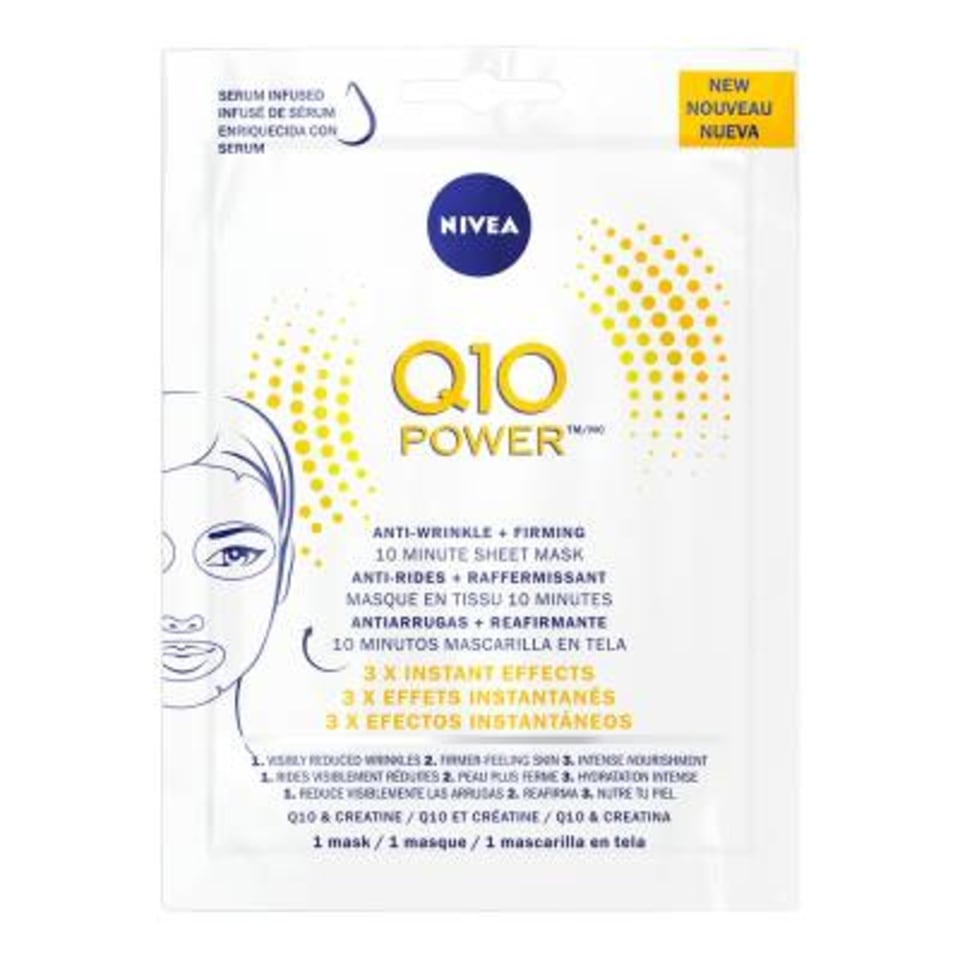 SERUM INFUSED
INFUSÉ DE SÉRUM
ENRIQUECIDA CON
SERUM
NEW
NOUVEAU
NUEVA
NIVEA
Q10
POWER™/MC
ANTI-WRINKLE + FIRMING
10 MINUTE SHEET MASK
ANTI-RIDES + RAFFERMISSANT
MASQUE EN TISSU 10 MINUTES
ANTIARRUGAS + REAFIRMANTE
10 MINUTOS MASCARILLA EN TELA
3 X INSTANT EFFECTS
3 X EFFETS INSTANTANÉS
3 X EFECTOS INSTANTÁNEOS
1. VISIBLY REDUCED WRINKLES 2. FIRMER-FEELING SKIN 3. INTENSE NOURISHMENT
1. RIDES VISIBLEMENT RÉDUITES 2. PEAU PLUS FERME 3. HYDRATATION INTENSE
1. REDUCE VISIBLEMENTE LAS ARRUGAS 2. REAFIRMA 3. NUTRE TU PIEL
Q10 & CREATINE / Q10 ET CRÉATINE / Q10 & CREATINA
1 mask / 1 masque / 1 mascarilla en tela